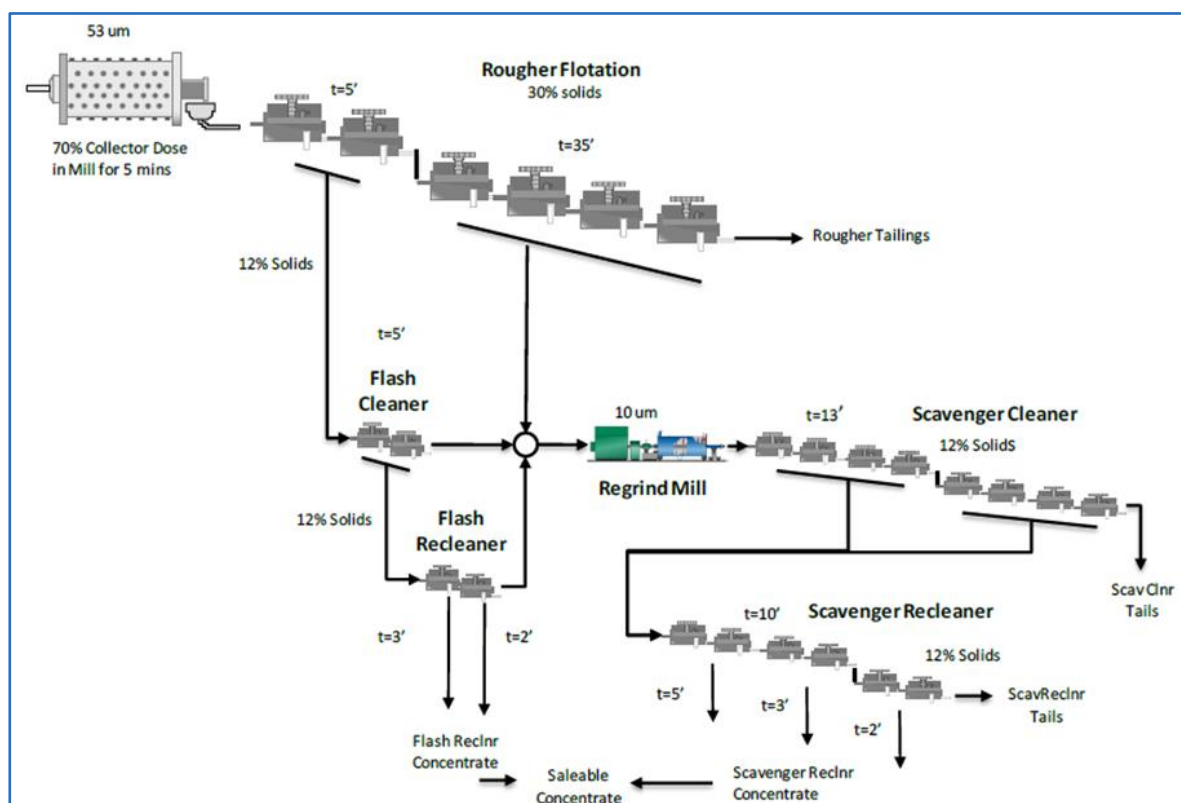 53 um
70% Collector Dose
in Mill for 5 mins
t=5’
Rougher Flotation
30% solids
t=35’
Rougher Tailings
12% Solids
t=5’
Flash
Cleaner
12% Solids
Flash
Recleaner
t=3’
t=2’
Flash Reclnr
Concentrate
10 um
Regrind Mill
t=13’
Scavenger Cleaner
12% Solids
Scav Clnr
Tails
t=10’
Scavenger Recleaner
12% Solids
ScavReclnr
Tails
t=5’
t=3’
t=2’
Scavenger Reclnr
Concentrate
Saleable
Concentrate